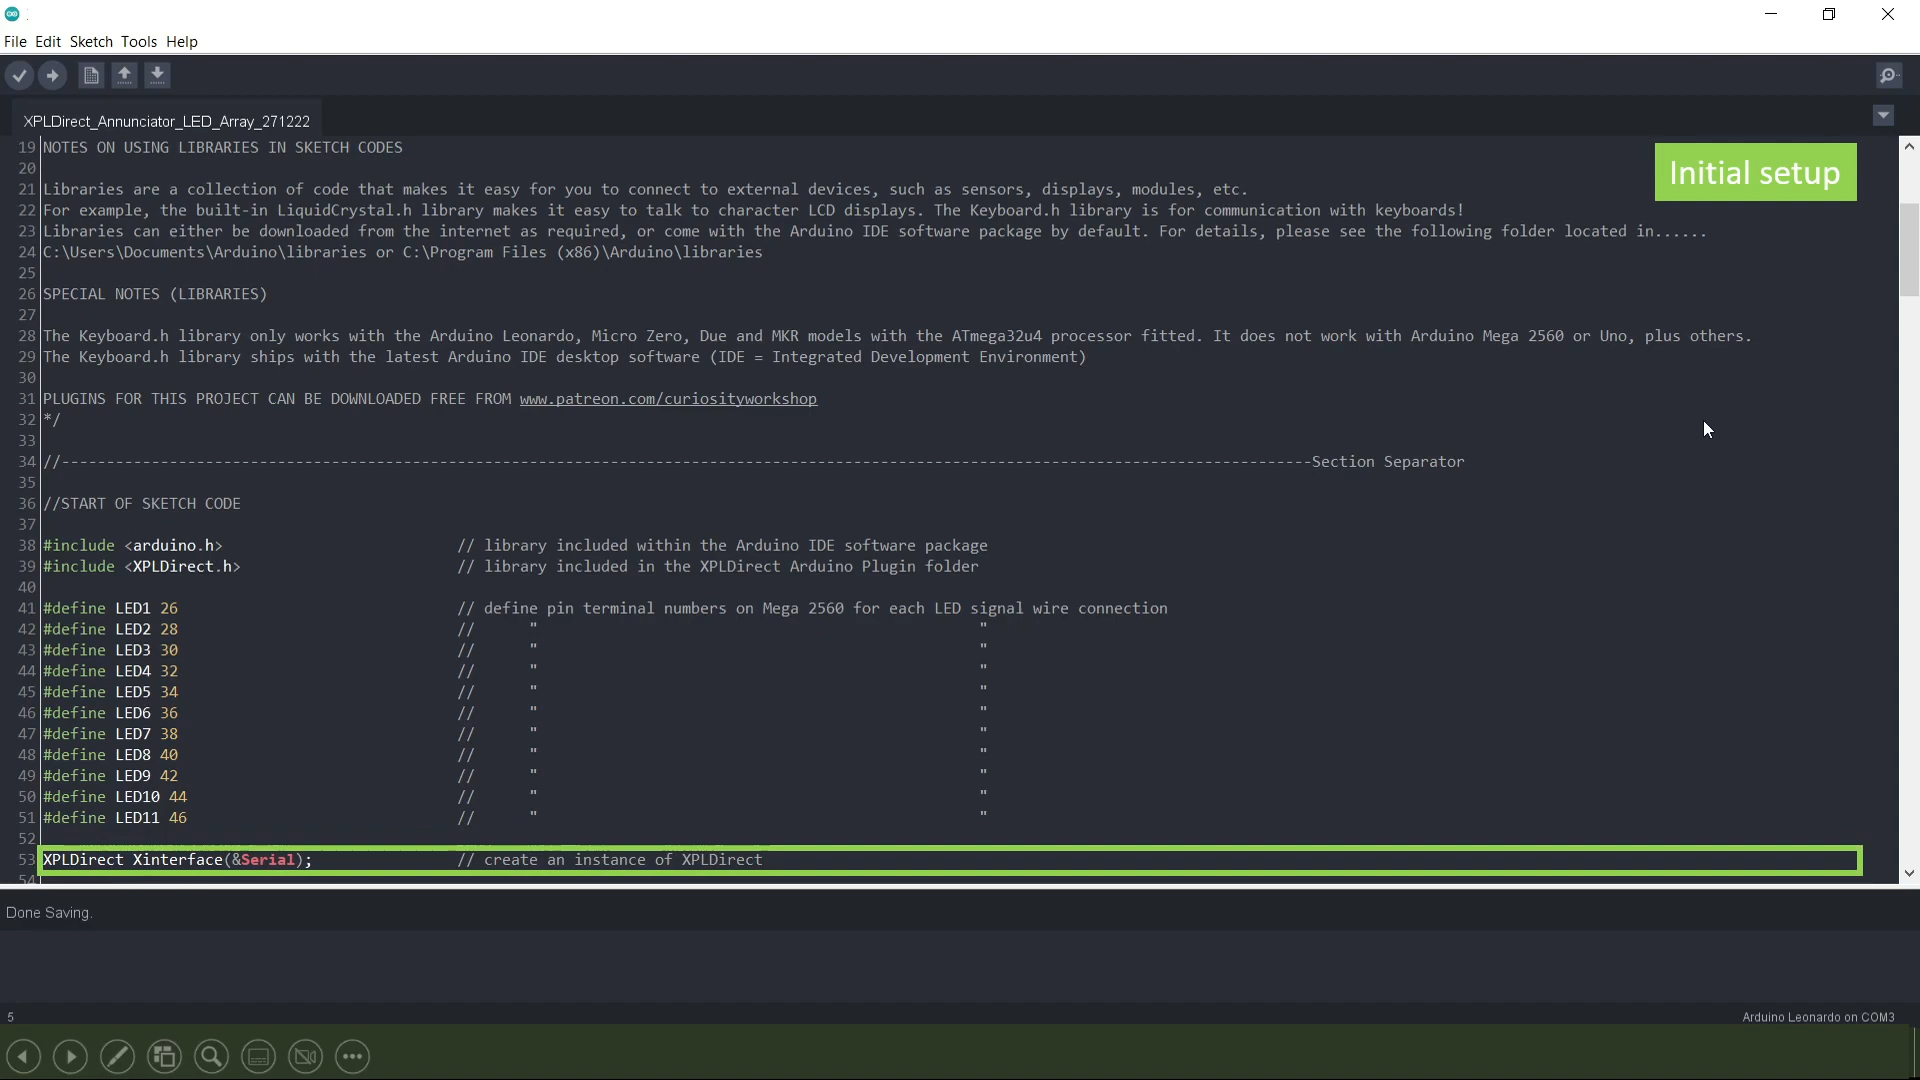 File Edit Sketch Tools Help
XPLDirect_Annunciator_LED_Array_271222
Initial setup
19 NOTES ON USING LIBRARIES IN SKETCH CODES
20
21 Libraries are a collection of code that makes it easy for you to connect to external devices, such as sensors, displays, modules, etc.
22 For example, the built-in LiquidCrystal.h library makes it easy to talk to character LCD displays. The Keyboard.h library is for communication with keyboards!
23 Libraries can either be downloaded from the internet as required, or come with the Arduino IDE software package by default. For details, please see the following folder located in......
24 C:\Users\Documents\Arduino\libraries or C:\Program Files (x86)\Arduino\libraries
25
26 SPECIAL NOTES (LIBRARIES)
27
28 The Keyboard.h library only works with the Arduino Leonardo, Micro Zero, Due and MKR models with the ATmega32u4 processor fitted. It does not work with Arduino Mega 2560 or Uno, plus others.
29 The Keyboard.h library ships with the latest Arduino IDE desktop software (IDE = Integrated Development Environment)
30
31 PLUGINS FOR THIS PROJECT CAN BE DOWNLOADED FREE FROM www.patreon.com/curiosityworkshop
32 */
33
34 //-------------------------------------------------------------------------------------------------------------------------------------------Section Separator
35
36 //START OF SKETCH CODE
37
38 #include <arduino.h> // library included within the Arduino IDE software package
39 #include <XPLDirect.h> // library included in the XPLDirect Arduino Plugin folder
40
41 #define LED1 26 // define pin terminal numbers on Mega 2560 for each LED signal wire connection
42 #define LED2 28 // " "
43 #define LED3 30 // " "
44 #define LED4 32 // " "
45 #define LED5 34 // " "
46 #define LED6 36 // " "
47 #define LED7 38 // " "
48 #define LED8 40 // " "
49 #define LED9 42 // " "
50 #define LED10 44 // " "
51 #define LED11 46 // " "
52
53 XPLDirect Xinterface(&Serial); // create an instance of XPLDirect
54
Done Saving.
5 Arduino Leonardo on COM3